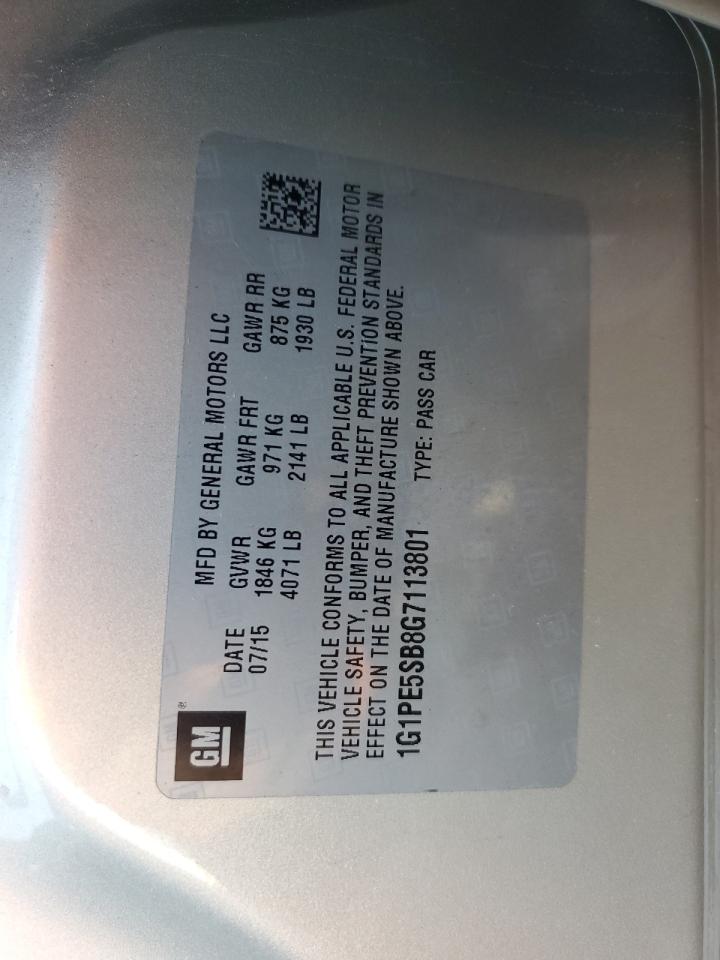 GM®
MFD BY GENERAL MOTORS LLC
DATE GVWR GAWR FRT GAWR RR
07/15 1846 KG 971 KG 875 KG
4071 LB 2141 LB 1930 LB
THIS VEHICLE CONFORMS TO ALL APPLICABLE U.S. FEDERAL MOTOR
VEHICLE SAFETY, BUMPER, AND THEFT PREVENTION STANDARDS IN
EFFECT ON THE DATE OF MANUFACTURE SHOWN ABOVE.
1G1PE5SB8G7113801 TYPE: PASS CAR